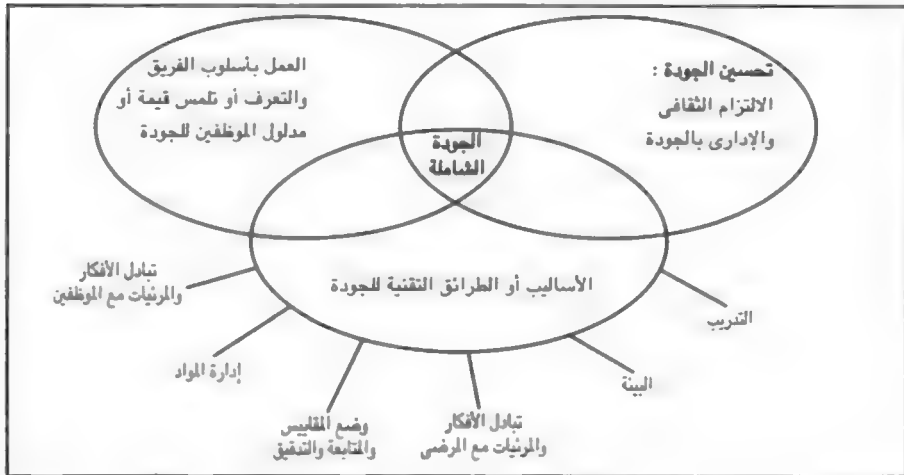 تحسين الجودة :
الالتزام الثقافى
والإدارى بالجودة
العمل بأسلوب الفريق
والتعرف أو تلمس قيمة أو
مدلول الموظفين للجودة
الجودة
الشاملة
الأساليب أو الطرائق التقنية للجودة
التدريب
البيئة
تبادل الأفكار
والمرئيات مع المرضى
وضع المقاييس
والمتابعة والتدقيق
إدارة المواد
تبادل الأفكار
والمرئيات مع الموظفين